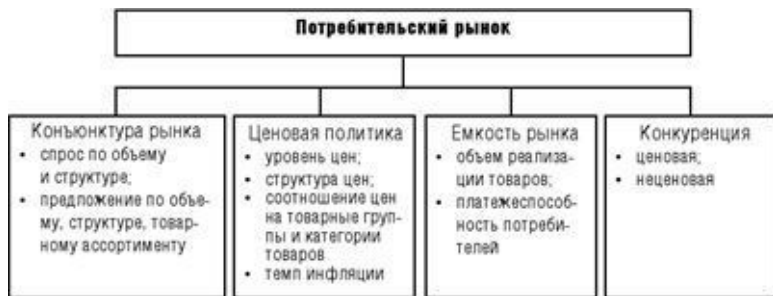 Потребительский рынок
Конъюнктура рынка
• спрос по объему
и структуре;
• предложение по объе-
му, структуре, товар-
ному ассортименту
Ценовая политика
• уровень цен;
• структура цен;
• соотношение цен
на товарные груп-
пы и категории
товаров
• темп инфляции
Емкость рынка
• объем реализа-
ции товаров;
• платежеспособ-
ность потреби-
телей
Конкуренция
• ценовая;
• неценовая